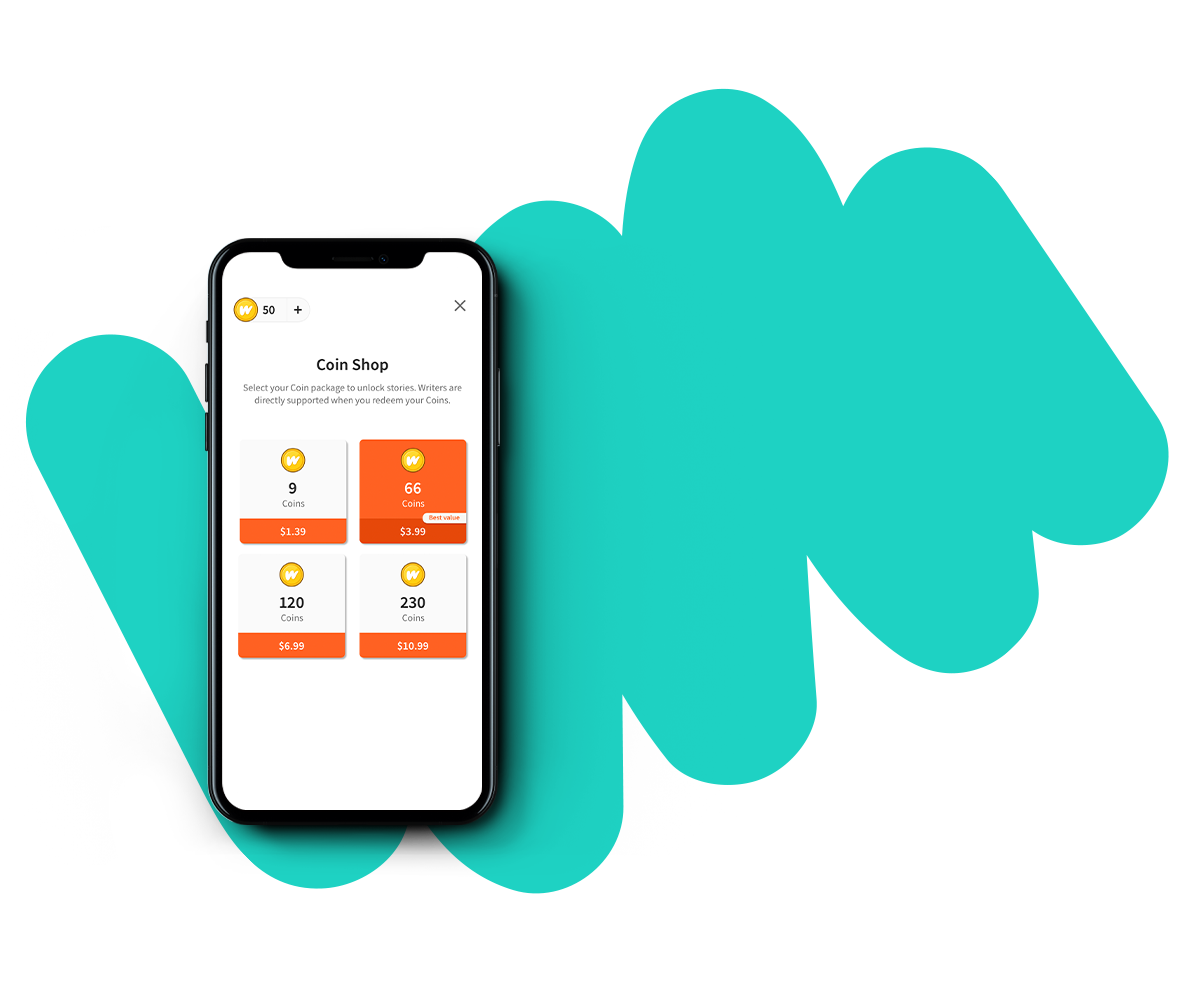 50 +
Coin Shop
Select your Coin package to unlock stories. Writers are
directly supported when you redeem your Coins.
9
Coins
$1.39
66
Coins
Best value
$3.99
120
Coins
$6.99
230
Coins
$10.99